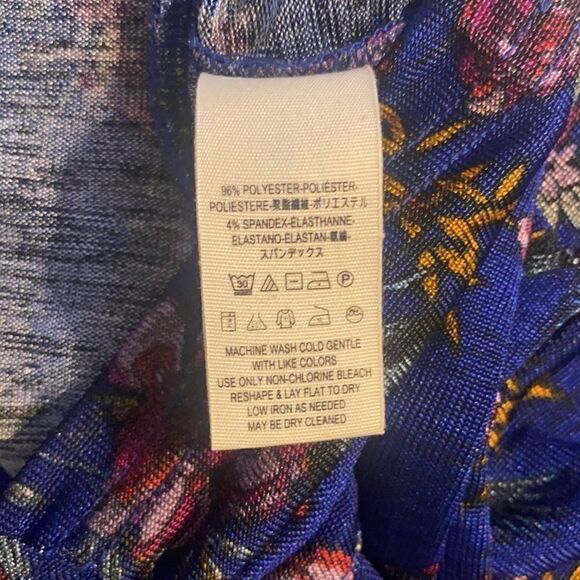 96% POLYESTER-POLIÉSTER-
POLIESTERE-聚脂纖維-ポリエステル
4% SPANDEX-ÉLASTHANNE-
ELASTANO-ELASTAN-氨綸-
スパンデックス
30 P
MACHINE WASH COLD GENTLE
WITH LIKE COLORS
USE ONLY NON-CHLORINE BLEACH
RESHAPE & LAY FLAT TO DRY
LOW IRON AS NEEDED
MAY BE DRY CLEANED